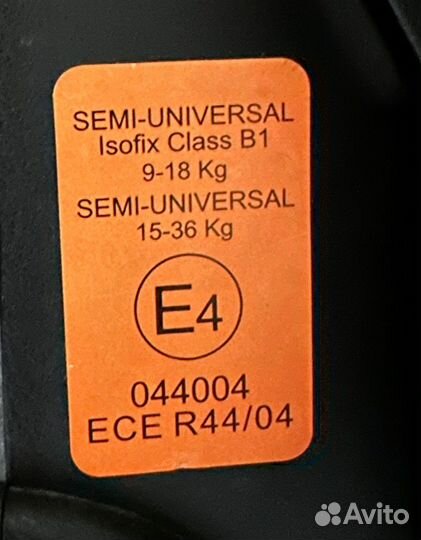 SEMI-UNIVERSAL
Isofix Class B1
9-18 Kg
SEMI-UNIVERSAL
15-36 Kg
E4
044004
ECE R44/04
Avito